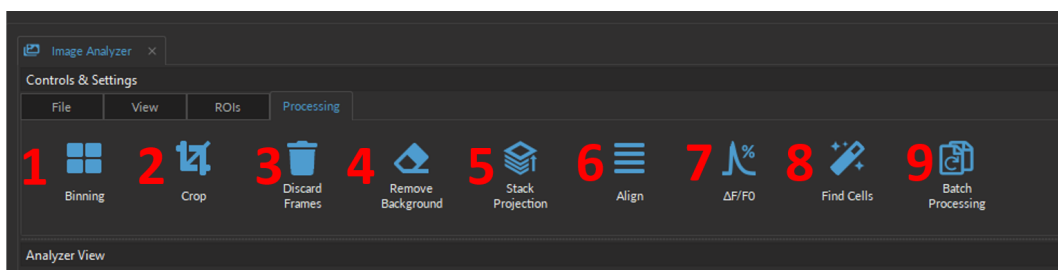 Image Analyzer ×
Controls & Settings
File View ROIs Processing
1 2 3 4 5 6 7 8 9
%
Binning Crop Discard Frames Remove Background Stack Projection Align ΔF/F0 Find Cells Batch Processing
Analyzer View